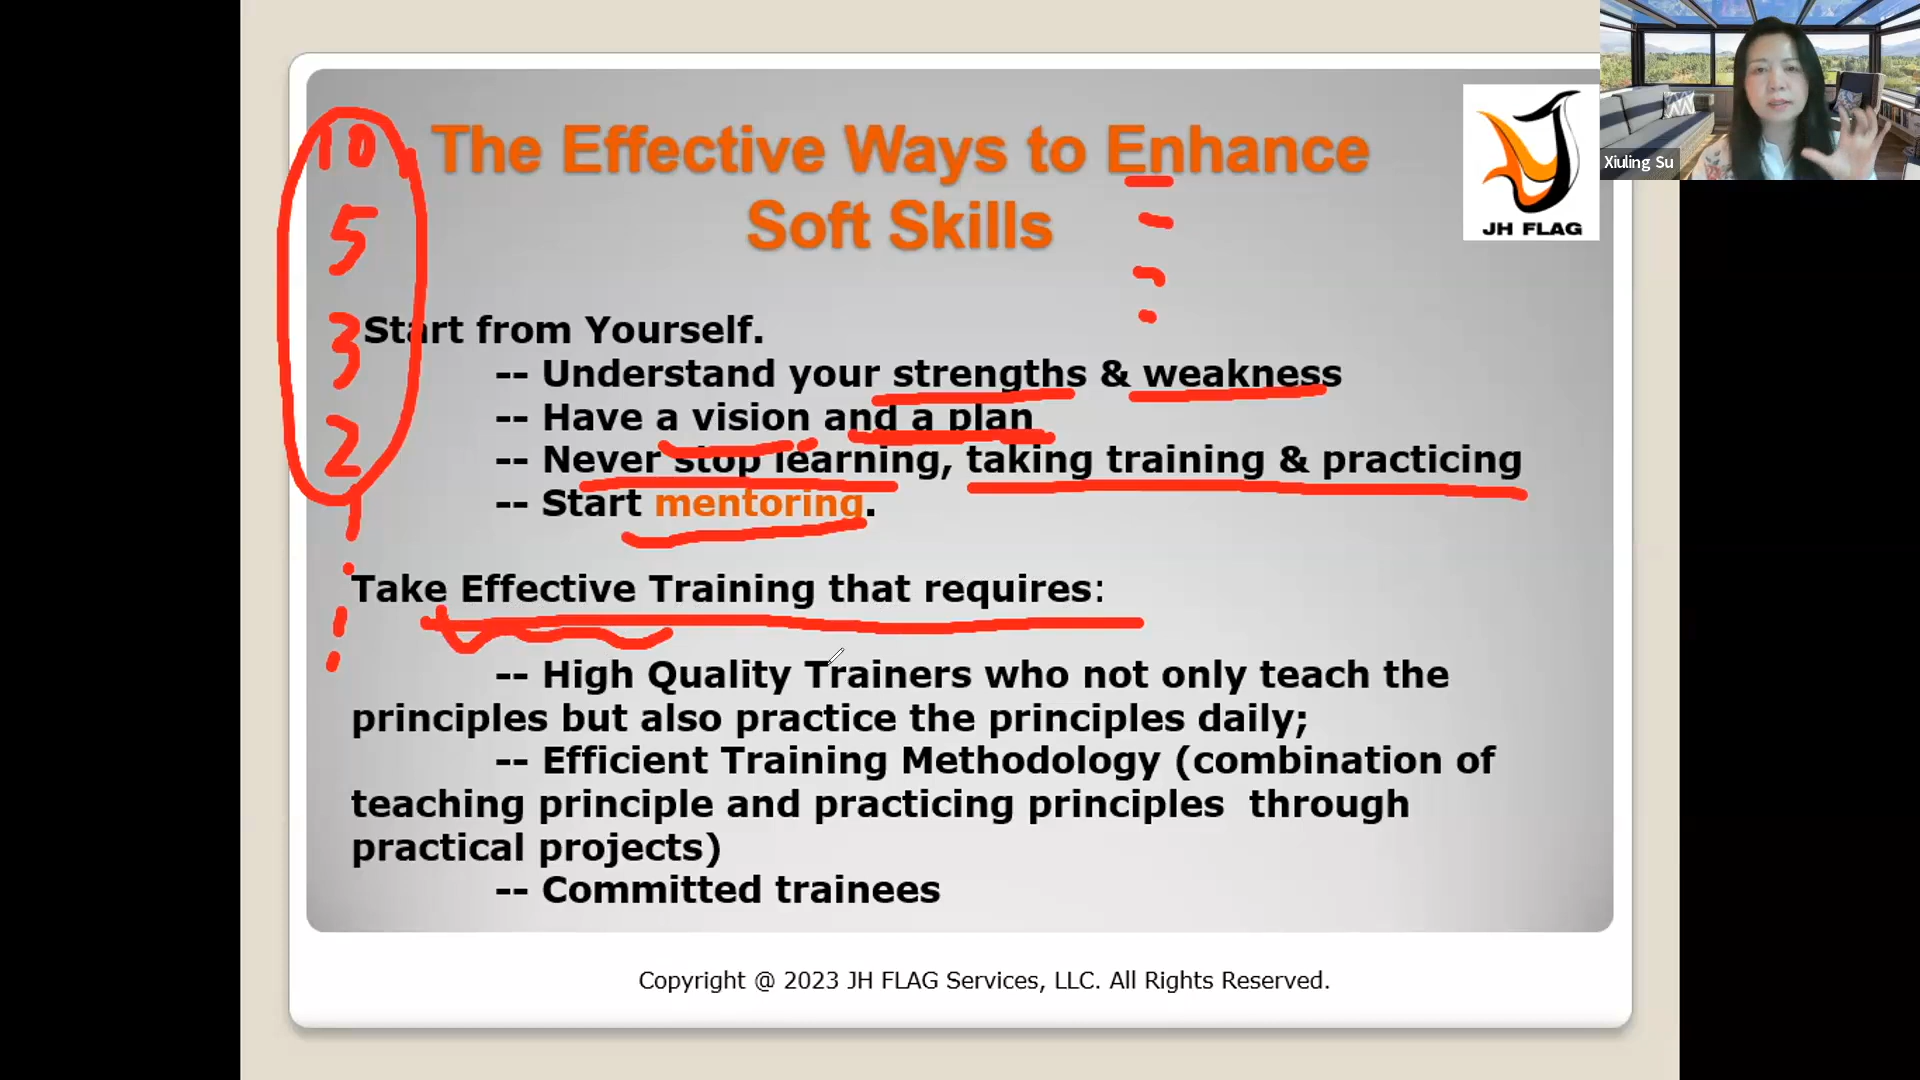 The Effective Ways to Enhance
Soft Skills
JH FLAG
Xiuling Su
10
5
3
2
Start from Yourself.
-- Understand your strengths & weakness
-- Have a vision and a plan
-- Never stop learning, taking training & practicing
-- Start mentoring.
Take Effective Training that requires:
-- High Quality Trainers who not only teach the
principles but also practice the principles daily;
-- Efficient Training Methodology (combination of
teaching principle and practicing principles through
practical projects)
-- Committed trainees
Copyright @ 2023 JH FLAG Services, LLC. All Rights Reserved.